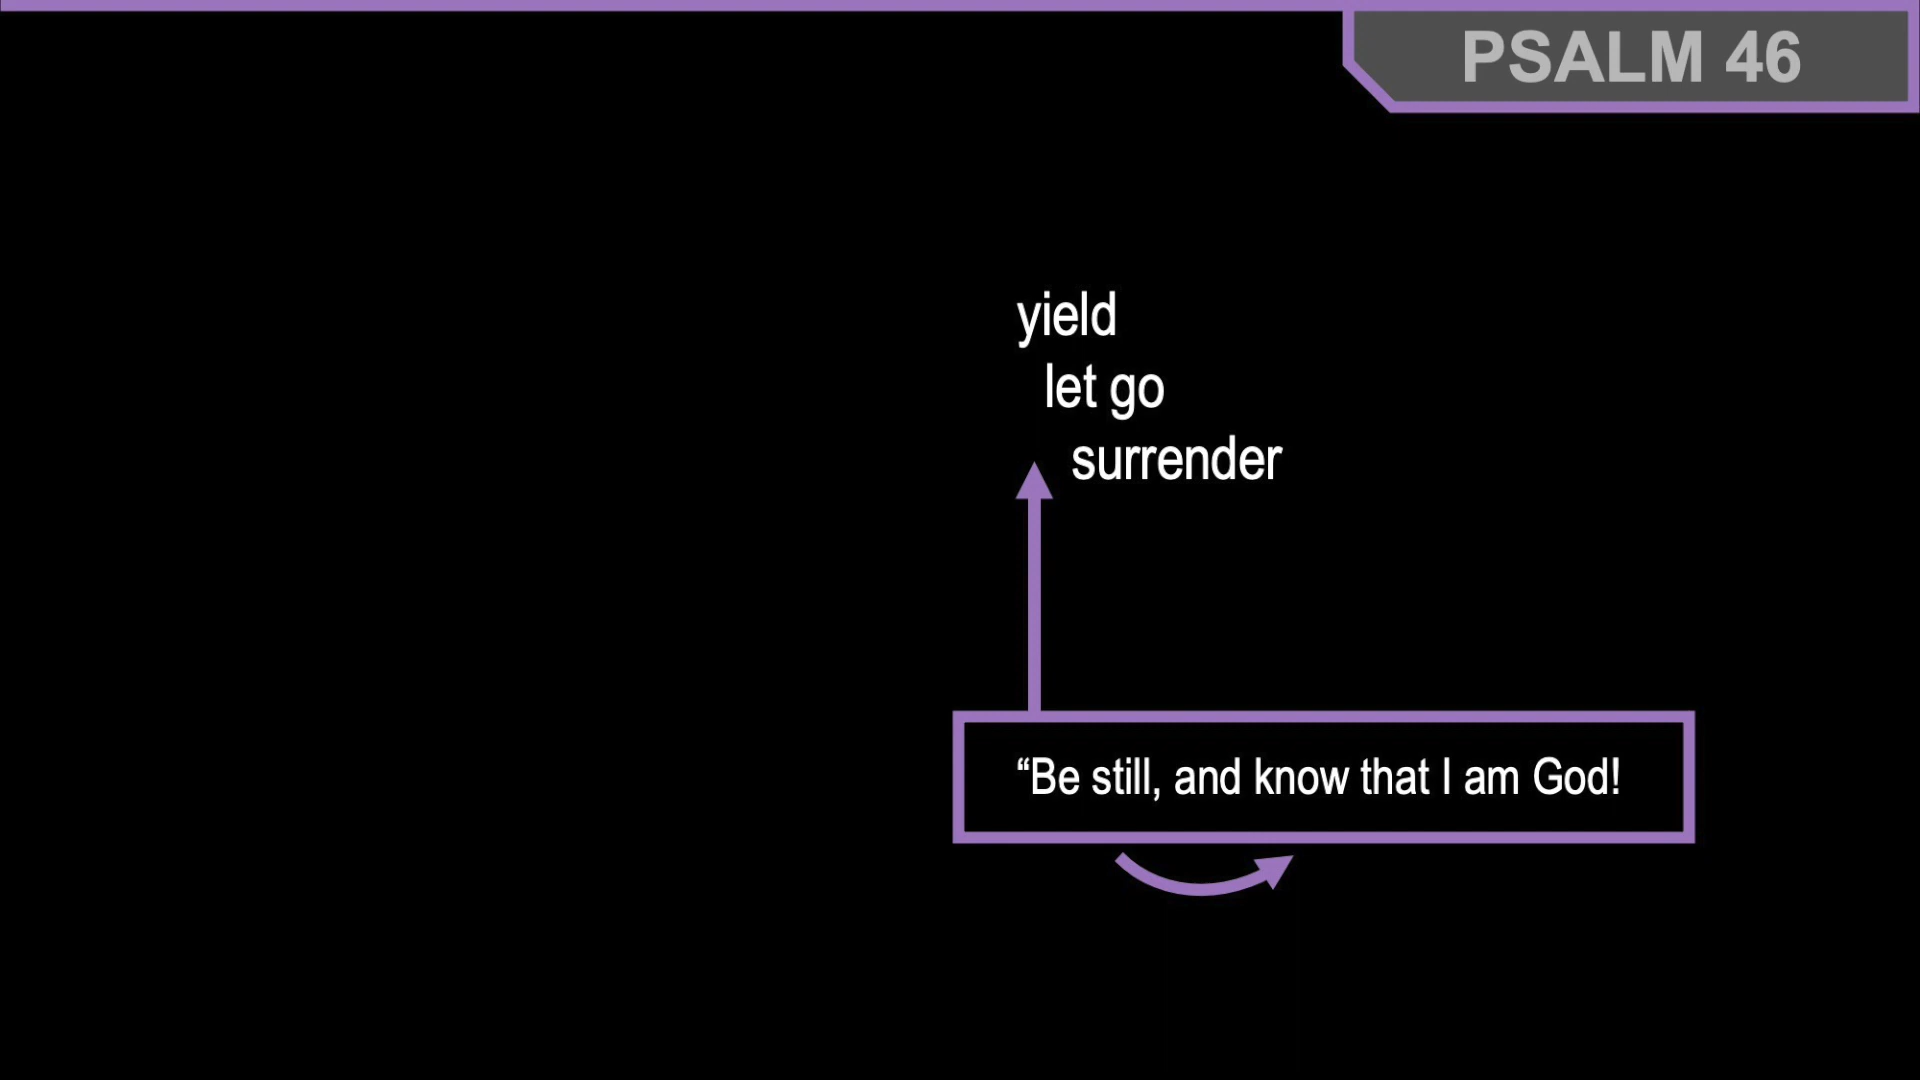 PSALM 46
yield
let go
surrender
“Be still, and know that I am God!